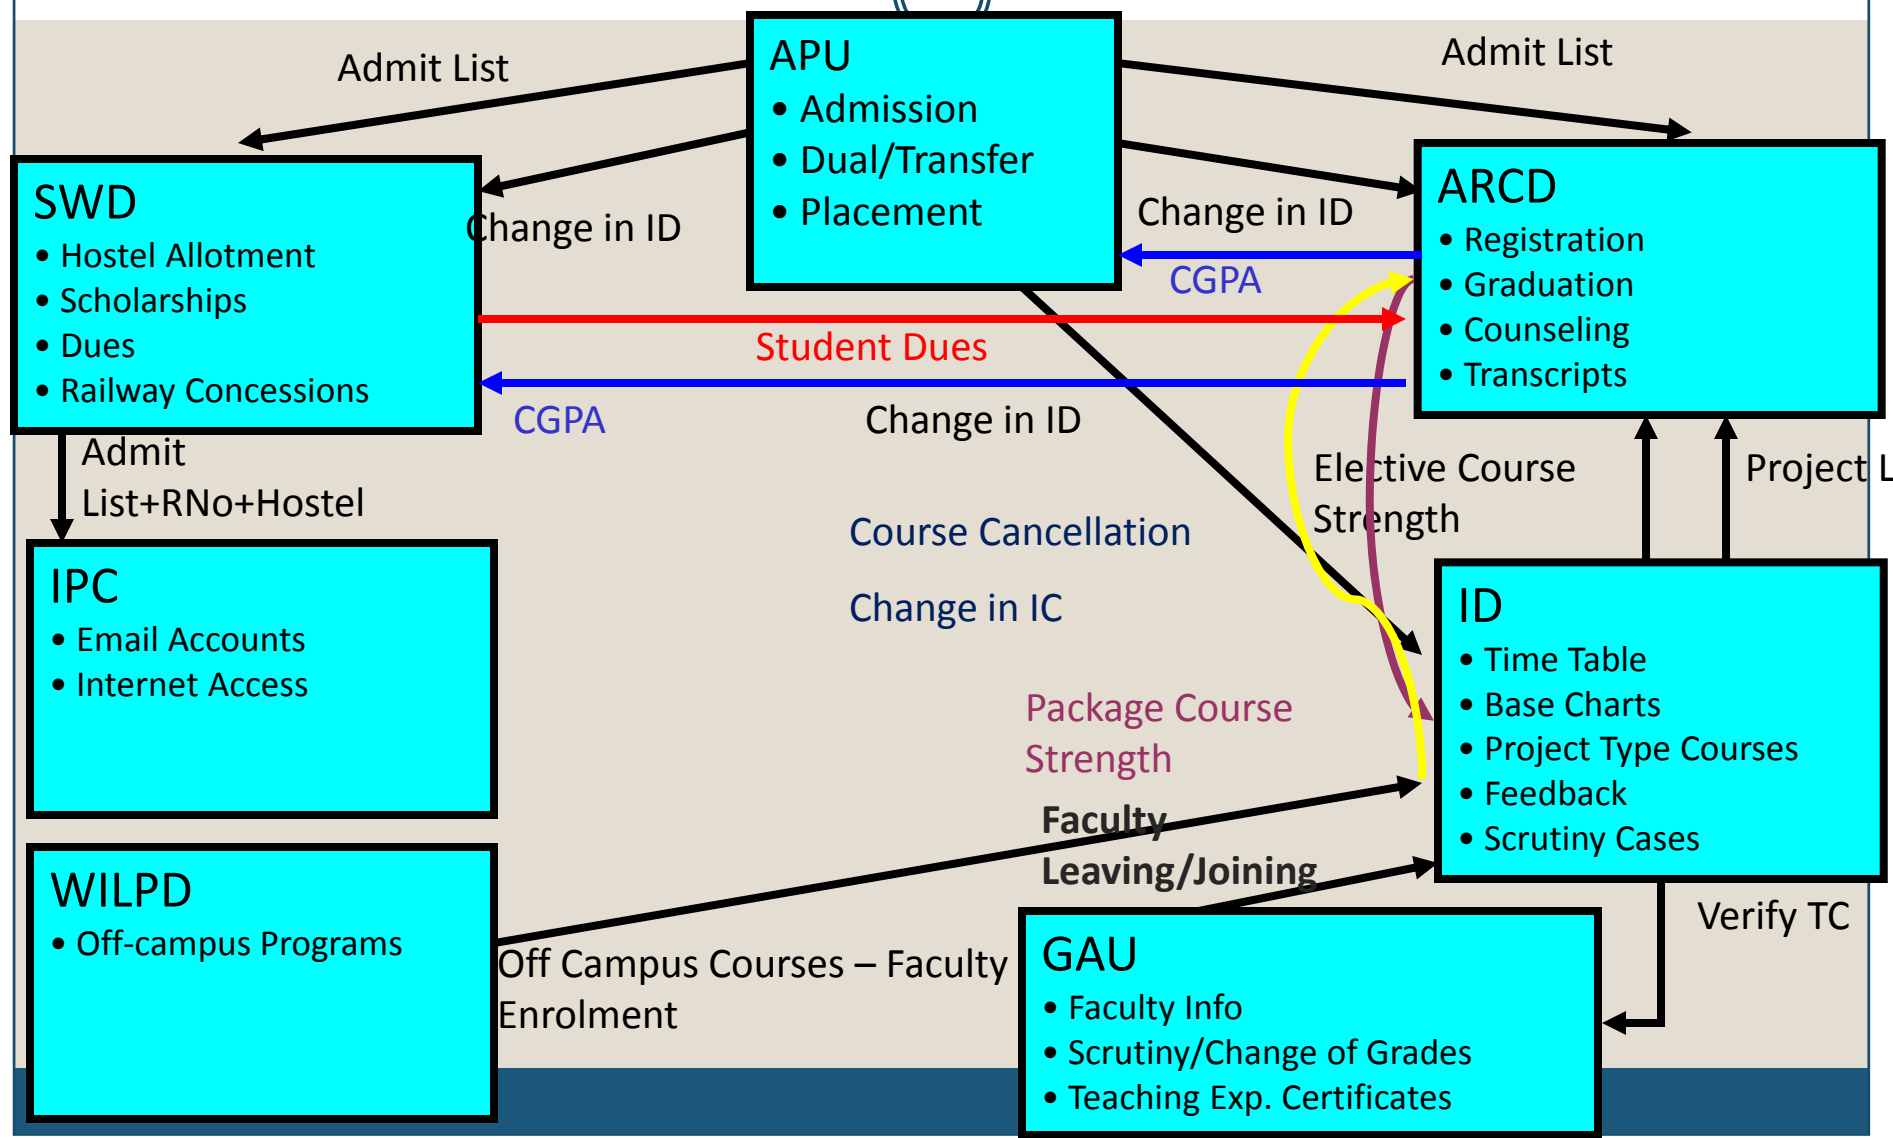 Admit List
APU
• Admission
• Dual/Transfer
• Placement
Admit List
SWD
• Hostel Allotment
• Scholarships
• Dues
• Railway Concessions
Change in ID
Change in ID
CGPA
ARCD
• Registration
• Graduation
• Counseling
• Transcripts
Student Dues
CGPA
Change in ID
Admit
List+RNo+Hostel
Elective Course
Strength
Project L
Course Cancellation
Change in IC
IPC
• Email Accounts
• Internet Access
ID
• Time Table
• Base Charts
• Project Type Courses
• Feedback
• Scrutiny Cases
Package Course
Strength
Faculty
Leaving/Joining
WILPD
• Off-campus Programs
Off Campus Courses – Faculty
Enrolment
Verify TC
GAU
• Faculty Info
• Scrutiny/Change of Grades
• Teaching Exp. Certificates